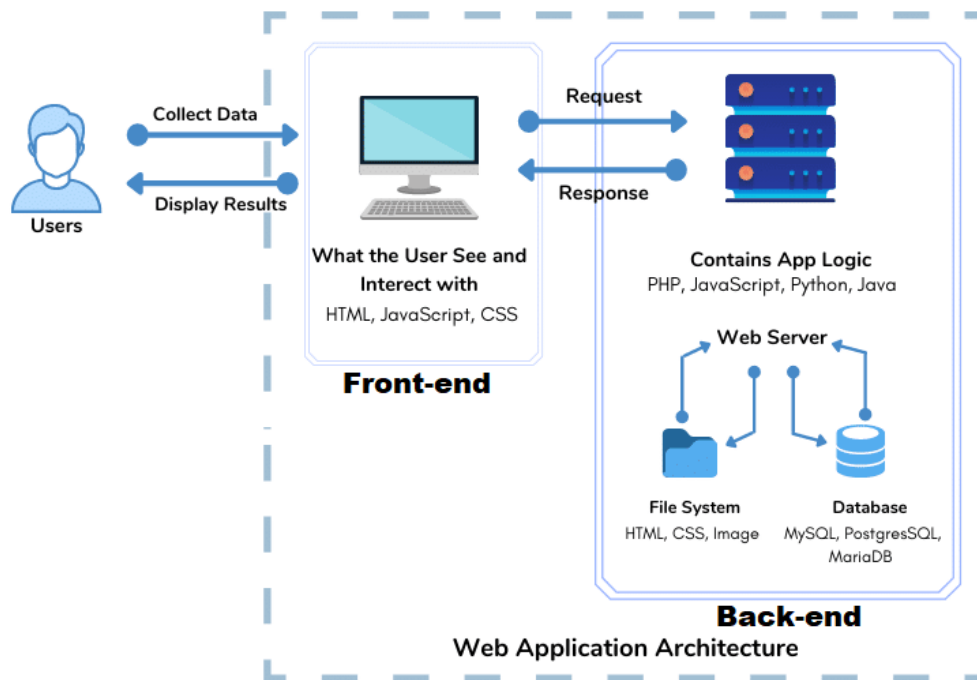 Collect Data
Display Results
Users
What the User See and
Interect with
HTML, JavaScript, CSS
Front-end
Request
Response
Contains App Logic
PHP, JavaScript, Python, Java
Web Server
File System
HTML, CSS, Image
Database
MySQL, PostgresSQL,
MariaDB
Back-end
Web Application Architecture